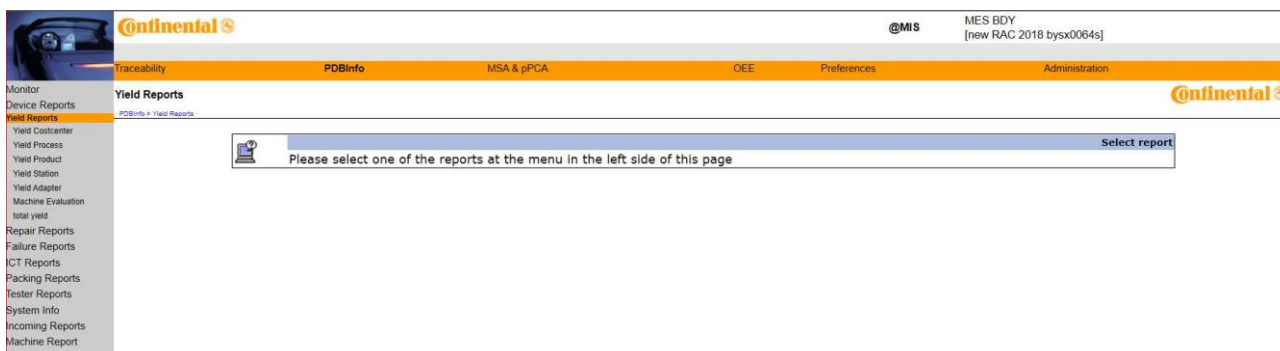 Continental
@MIS
MES BDY
[new RAC 2018 bysx0064s]
Traceability PDBInfo MSA & pPCA OEE Preferences Administration
Monitor
Device Reports
Yield Reports
Yield Costcenter
Yield Process
Yield Product
Yield Station
Yield Adapter
Machine Evaluation
total yield
Repair Reports
Failure Reports
ICT Reports
Packing Reports
Tester Reports
System Info
Incoming Reports
Machine Report
Yield Reports
Continental
PDBInfo > Yield Reports
Select report
Please select one of the reports at the menu in the left side of this page